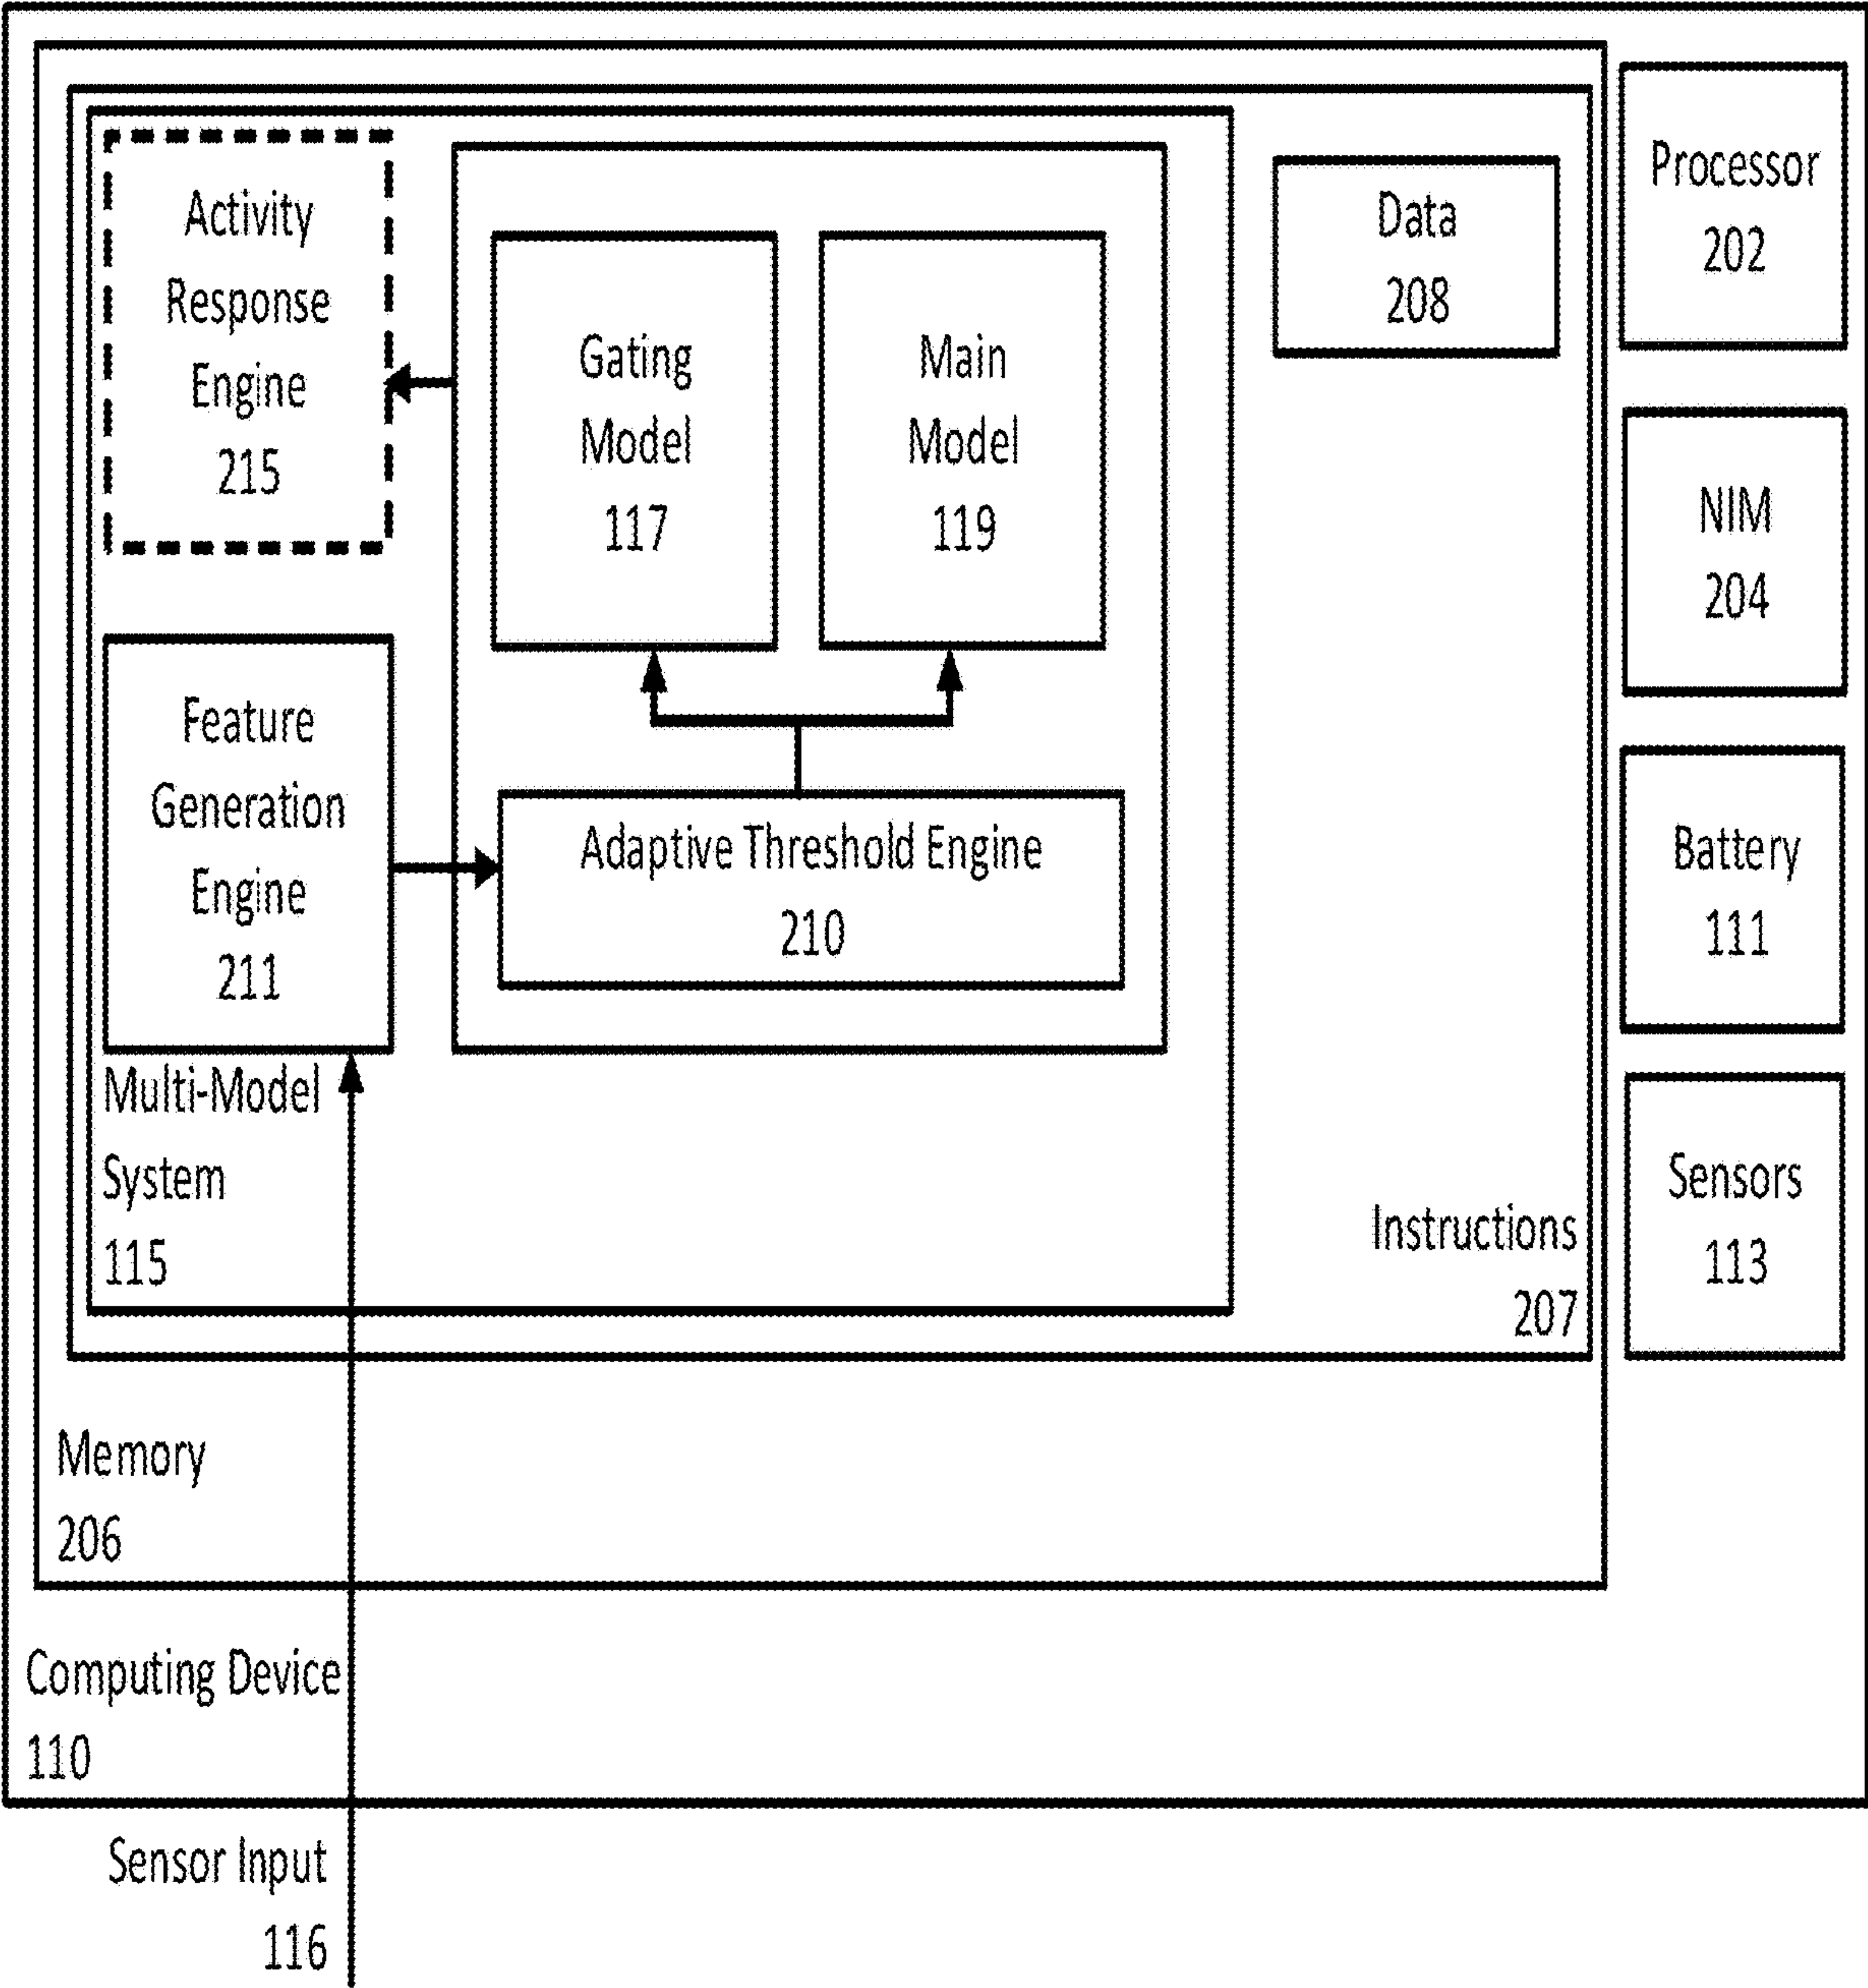 Activity
Response
Engine
215
Gating
Model
117
Main
Model
119
Data
208
Processor
202
NIM
204
Feature
Generation
Engine
211
Adaptive Threshold Engine
210
Battery
111
Multi-Model
System
115
Instructions
207
Sensors
113
Memory
206
Computing Device
110
Sensor Input
116